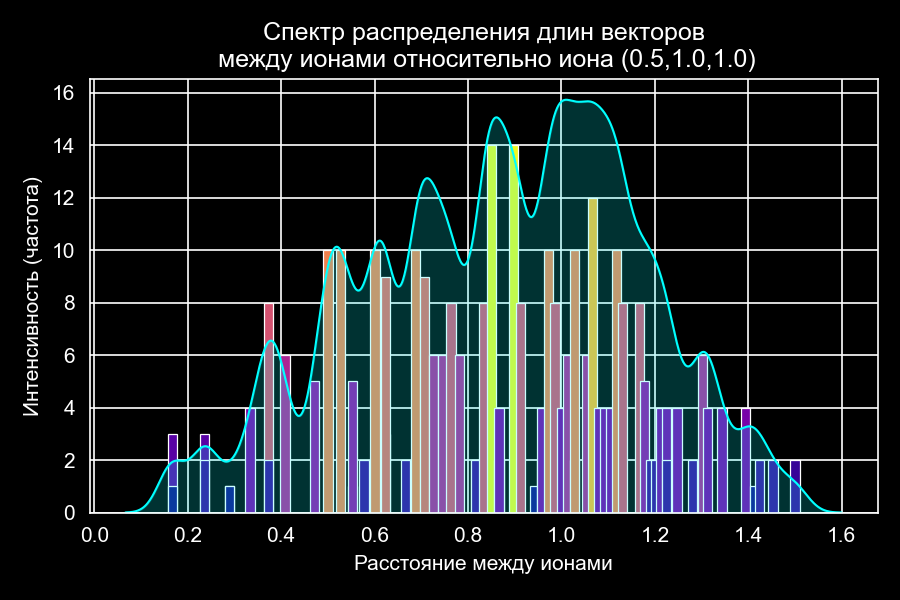 Спектр распределения длин векторов
между ионами относительно иона (0.5,1.0,1.0)
Интенсивность (частота)
16
14
12
10
8
6
4
2
0
0.0 0.2 0.4 0.6 0.8 1.0 1.2 1.4 1.6
Расстояние между ионами